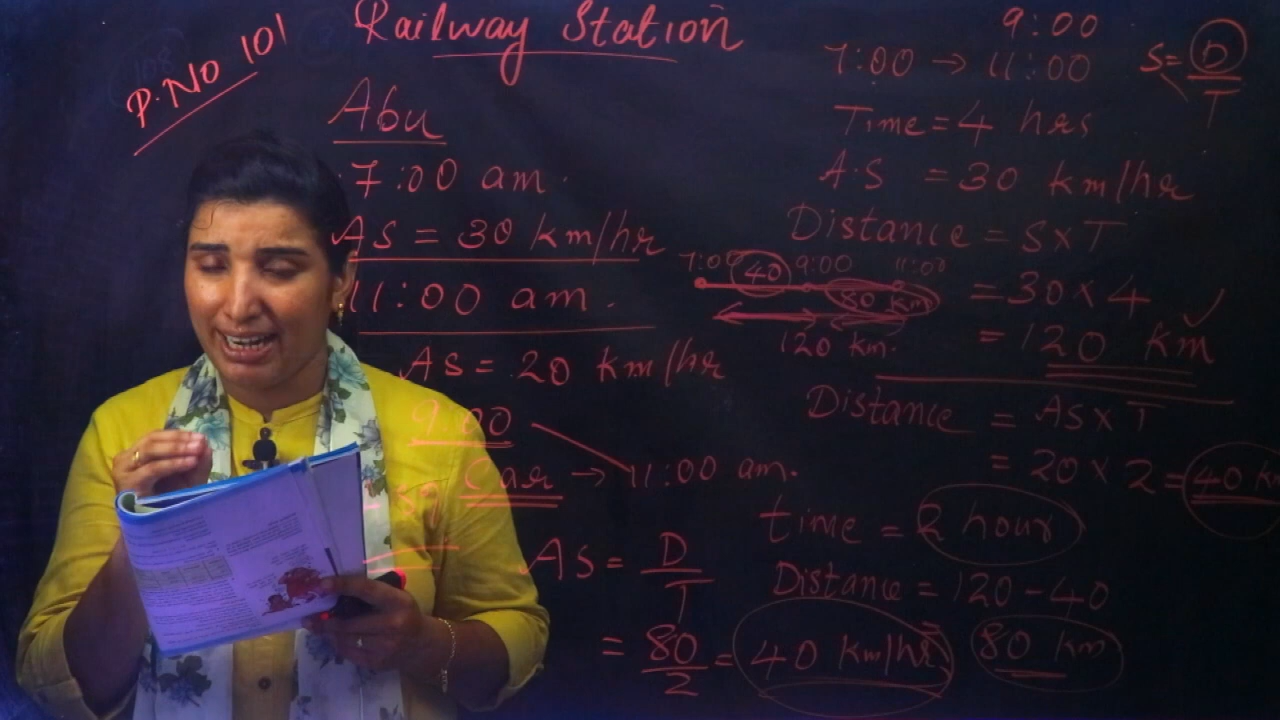 P.No 101
Railway Station
Abu
7:00 am.
AS = 30 km/hr
11:00 am.
AS = 20 km/hr
9:00
Car → 11:00 am.
AS = D/T
= 80/2 = 40 km/hr
9:00
7:00 → 11:00
S = D/T
Time = 4 hrs
A.S = 30 km/hr
Distance = S x T
7:00 40 9:00 11:00
80 km
120 km.
= 30 x 4
= 120 km
Distance = AS x T
= 20 x 2 = 40 k
time = 2 hour
Distance = 120 - 40
= 80 km